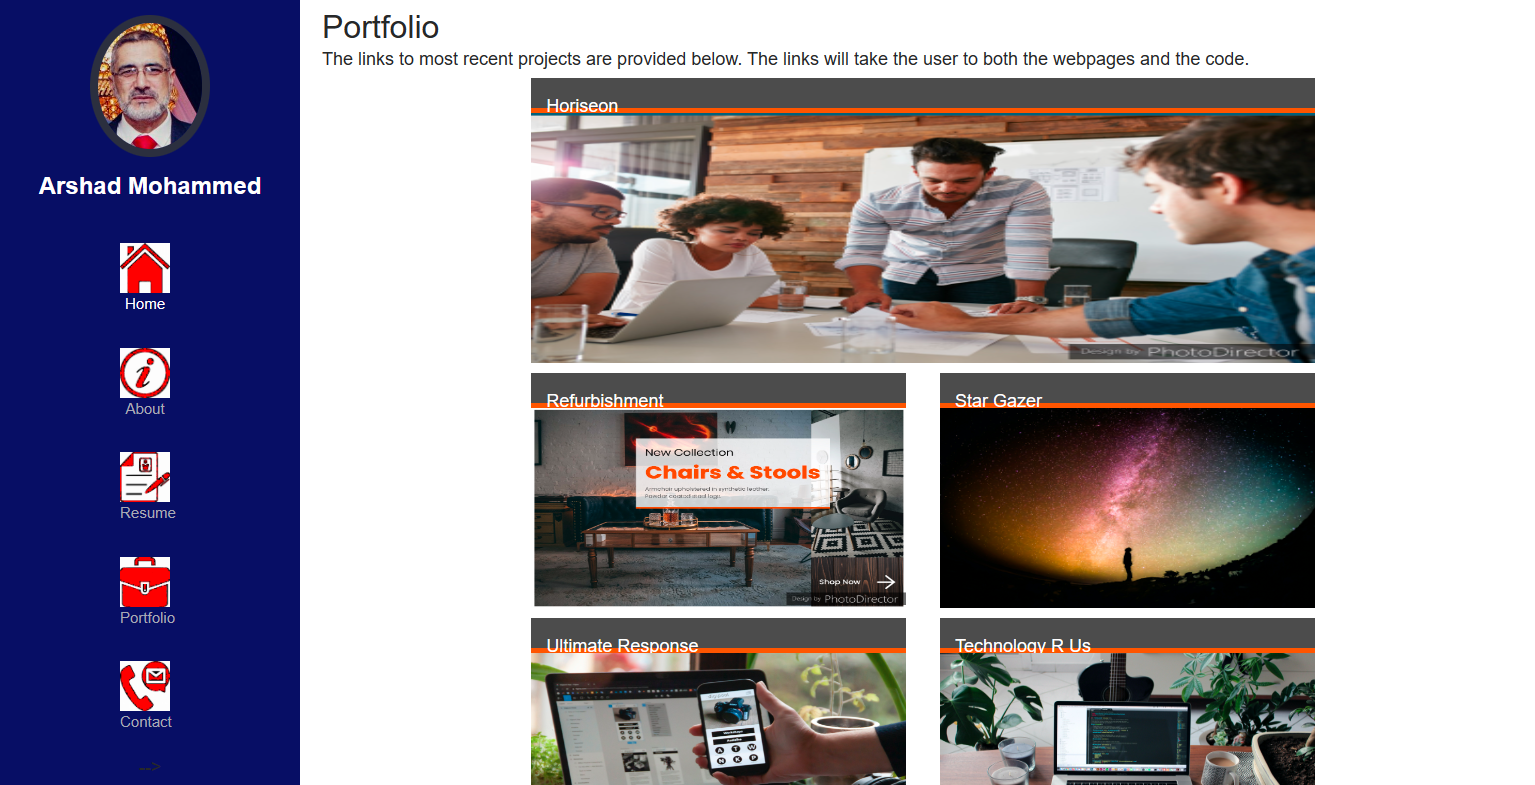 Arshad Mohammed
Home
About
Resume
Portfolio
Contact
-->
Portfolio
The links to most recent projects are provided below. The links will take the user to both the webpages and the code.
Horiseon
Design by PhotoDirector
Refurbishment
New Collection
Chairs & Stools
Armchair upholstered in synthetic leather.
Powder coated steel legs.
Shop Now
Design by PhotoDirector
Star Gazer
Ultimate Response
Technology R Us